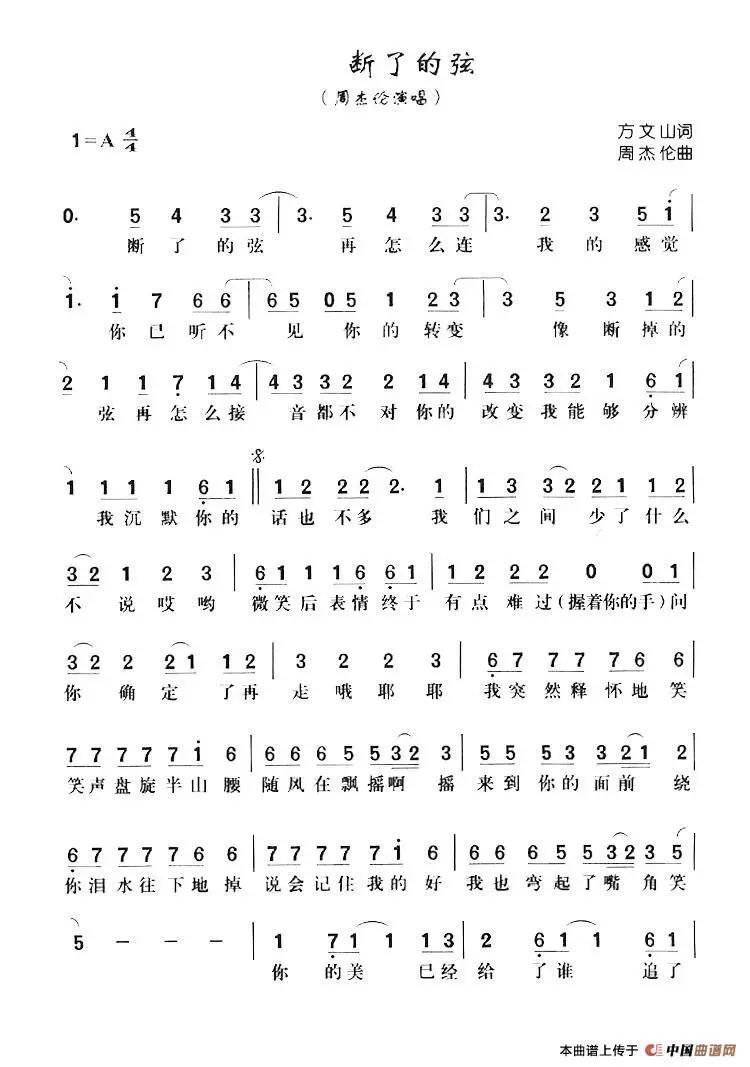 断了的弦
（周杰伦演唱）
1=A 4/4
方文山词
周杰伦曲
0· 5 4 3 3 | 3· 5 4 3 3 | 3· 2 3 5 1
断了的弦 再怎么连 我的感觉
1· 1 7 6 6 | 6 5 0 5 1 2 3 | 3 5 3 1 2
你已听不 见 你的转变 像断掉的
2 1 1 7 1 4 | 4 3 3 2 2 1 4 | 4 3 3 2 1 6 1
弦再怎么接 音都不对你的 改变我能够分辨
1 1 1 6 1 || 1 2 2 2 2· 1 | 1 3 3 2 2 1 1 2
我沉默你的 话也不多 我 们之间少了什么
3 2 1 2 3 | 6 1 1 1 6 6 1 | 1 2 2 2 0 0 1
不说哎哟 微笑后表情终于 有点难过（握着你的手）问
3 2 2 2 1 1 2 | 3 2 2 3 | 6 7 7 7 7 6 6
你确定了再 走哦耶耶 我突然释怀地笑
7 7 7 7 7 1 6 | 6 6 6 5 5 3 2 3 | 5 5 5 3 3 2 1 2
笑声盘旋半山腰 随风在飘摇啊摇 来到你的面前绕
6 7 7 7 7 6 6 | 7 7 7 7 7 1 6 | 6 6 6 5 5 3 2 3 5
你泪水往下地掉 说会记住我的好 我也弯起了嘴角笑
5 - - - | 1 7 1 1 1 3 | 2 6 1 1 6 1
你的美 已经给了谁 追了
本曲谱上传于 中国曲谱网
www.qupu123.com